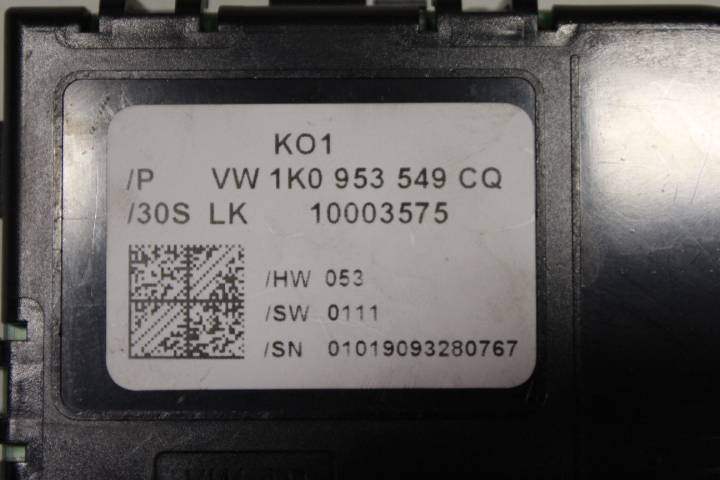 KO1
/P VW 1K0 953 549 CQ
/30S LK 10003575
/HW 053
/SW 0111
/SN 01019093280767